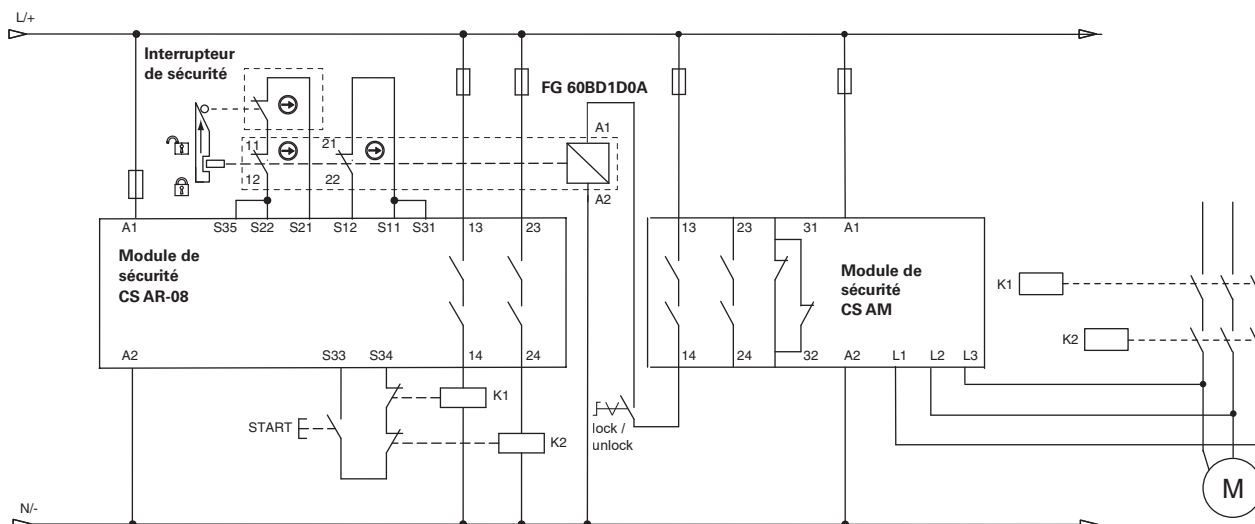 L/+
Interrupteur
de sécurité
FG 60BD1D0A
A1
11
21
12
22
A2
A1
S35
S22
S21
S12
S11
S31
13
23
13
23
31
A1
Module de
sécurité
CS AR-08
Module de
sécurité
CS AM
K1
K2
A2
S33
S34
14
24
14
24
32
A2
L1
L2
L3
K1
START
K2
lock /
unlock
M
N/-